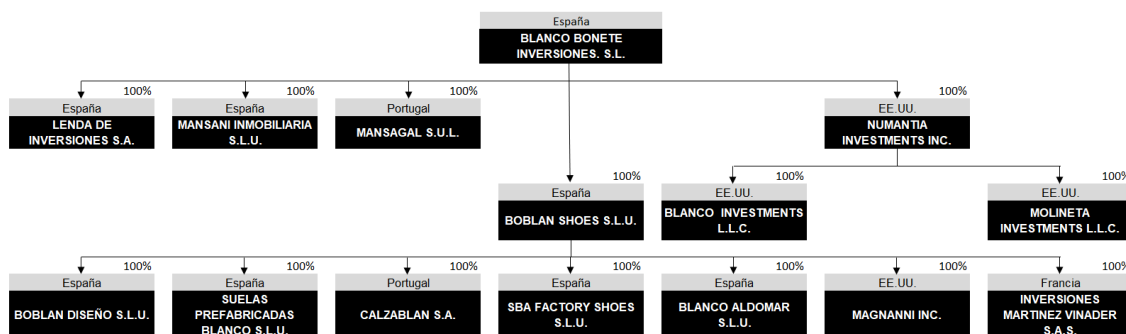 España
BLANCO BONETE
INVERSIONES. S.L.
100%
100%
100%
100%
España
España
Portugal
EE.UU.
LENDA DE
INVERSIONES S.A.
MANSANI INMOBILIARIA
S.L.U.
MANSAGAL S.U.L.
NUMANTIA
INVESTMENTS INC.
100%
100%
100%
España
EE.UU.
EE.UU.
BOBLAN SHOES S.L.U.
BLANCO INVESTMENTS
L.L.C.
MOLINETA
INVESTMENTS L.L.C.
100%
100%
100%
100%
100%
100%
100%
España
España
Portugal
España
España
EE.UU.
Francia
BOBLAN DISEÑO S.L.U.
SUELAS
PREFABRICADAS
BLANCO S.L.U.
CALZABLAN S.A.
SBA FACTORY SHOES
S.L.U.
BLANCO ALDOMAR
S.L.U.
MAGNANNI INC.
INVERSIONES
MARTINEZ VINADER
S.A.S.